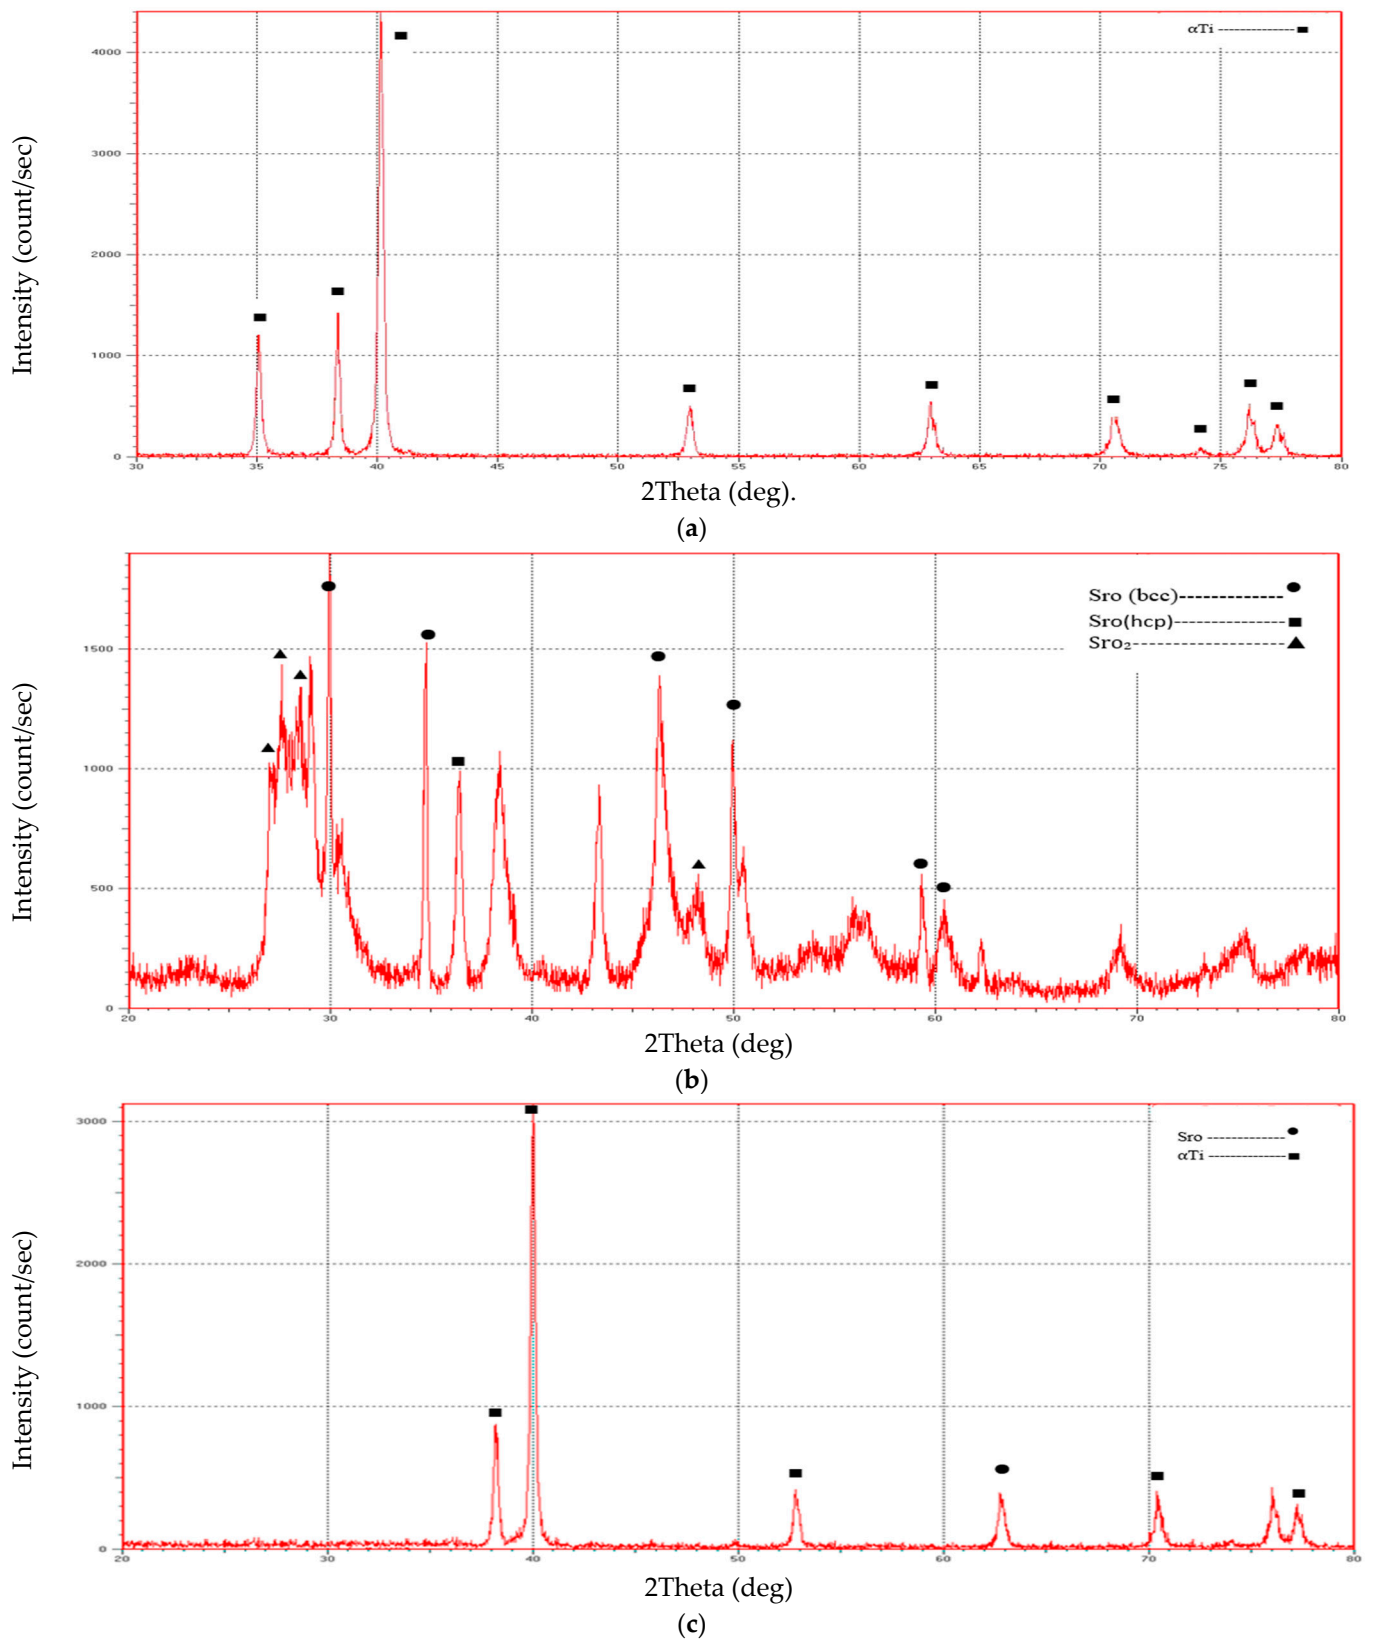 αTi ---------------■
4000
3000
2000
1000
0
Intensity (count/sec)
30 35 40 45 50 55 60 65 70 75 80
2Theta (deg).
(a)
Sro (bcc)-------------●
Sro(hcp)--------------■
Sro₂---------------------▲
1500
1000
500
0
Intensity (count/sec)
20 30 40 50 60 70 80
2Theta (deg)
(b)
Sro ---------------●
αTi ---------------■
3000
2000
1000
0
Intensity (count/sec)
20 30 40 50 60 70 80
2Theta (deg)
(c)